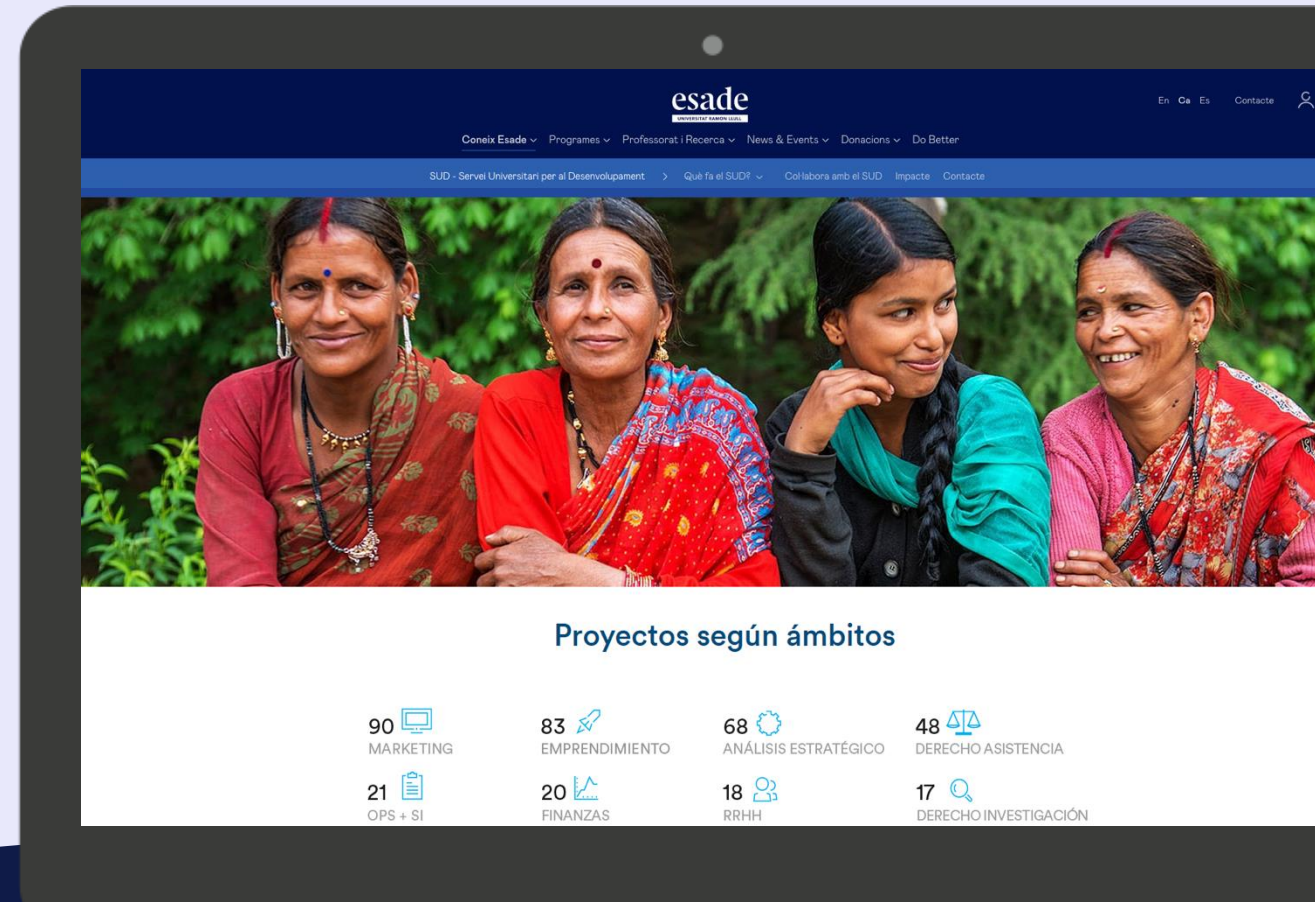 esade
UNIVERSITAT RAMON LLULL
En Ca Es Contacte
Coneix Esade Programes Professorat i Recerca News & Events Donacions Do Better
SUD - Servei Universitari per al Desenvolupament > Què fa el SUD? Col·labora amb el SUD Impacte Contacte
Proyectos según ámbitos
90 83 68 48
MARKETING EMPRENDIMIENTO ANÁLISIS ESTRATÉGICO DERECHO ASISTENCIA
21 20 18 17
OPS + SI FINANZAS RRHH DERECHO INVESTIGACIÓN